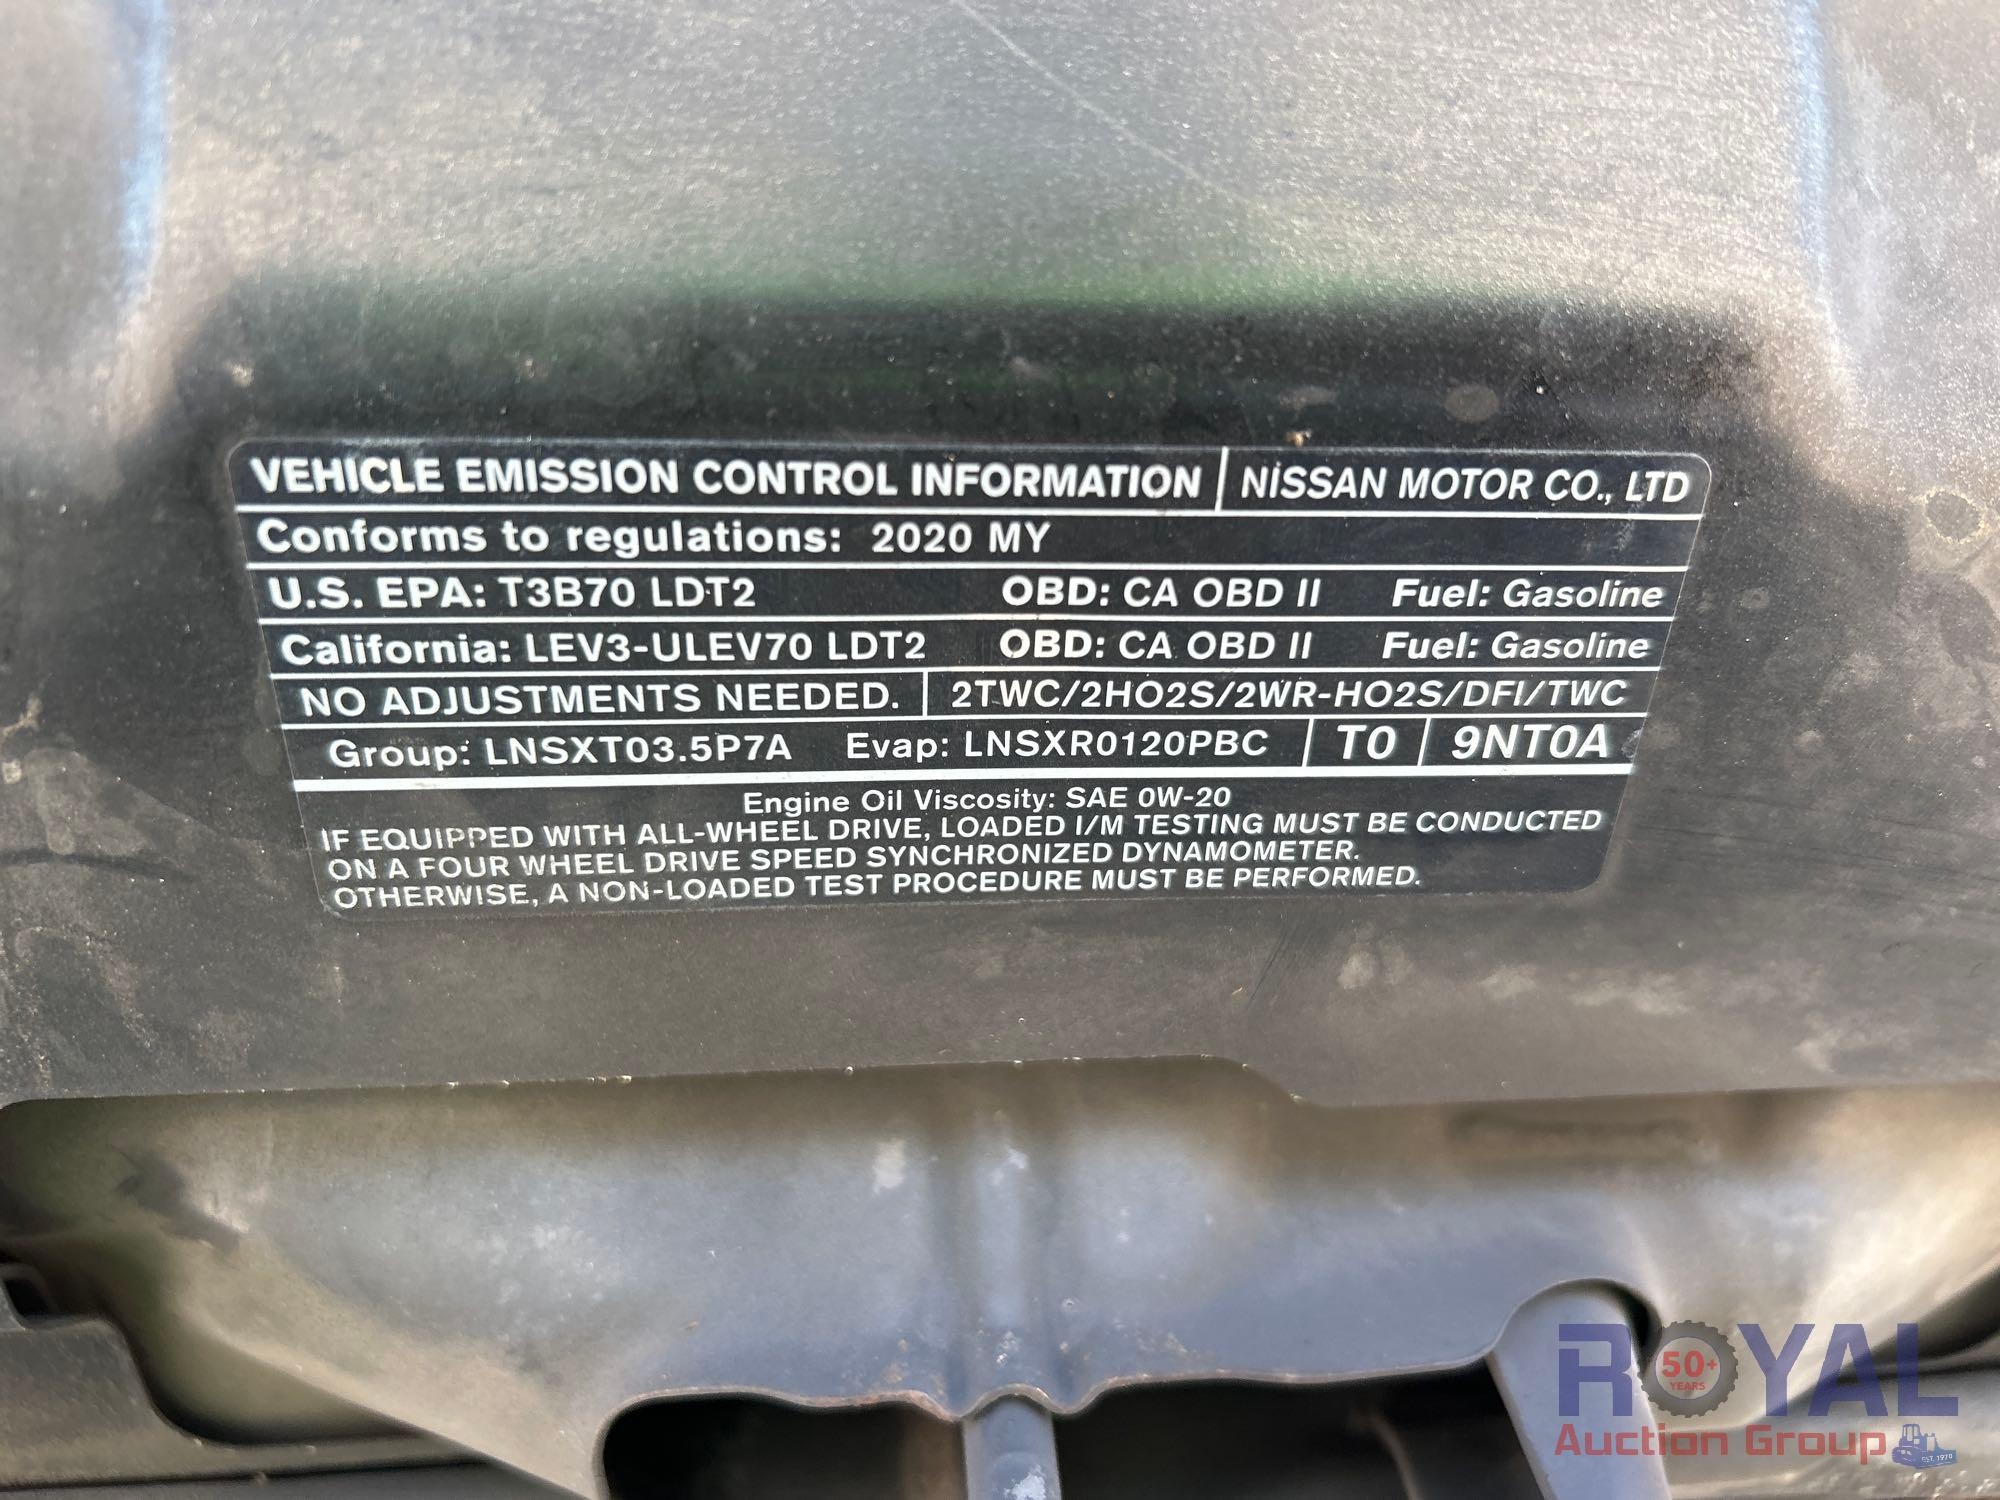 VEHICLE EMISSION CONTROL INFORMATION NISSAN MOTOR CO., LTD
Conforms to regulations: 2020 MY
U.S. EPA: T3B70 LDT2 OBD: CA OBD II Fuel: Gasoline
California: LEV3-ULEV70 LDT2 OBD: CA OBD II Fuel: Gasoline
NO ADJUSTMENTS NEEDED. 2TWC/2HO2S/2WR-HO2S/DFI/TWC
Group: LNSXT03.5P7A Evap: LNSXR0120PBC T0 9NT0A
Engine Oil Viscosity: SAE 0W-20
IF EQUIPPED WITH ALL-WHEEL DRIVE, LOADED I/M TESTING MUST BE CONDUCTED
ON A FOUR WHEEL DRIVE SPEED SYNCHRONIZED DYNAMOMETER.
OTHERWISE, A NON-LOADED TEST PROCEDURE MUST BE PERFORMED.
ROYAL
50+
YEARS
Auction Group
EST. 1970